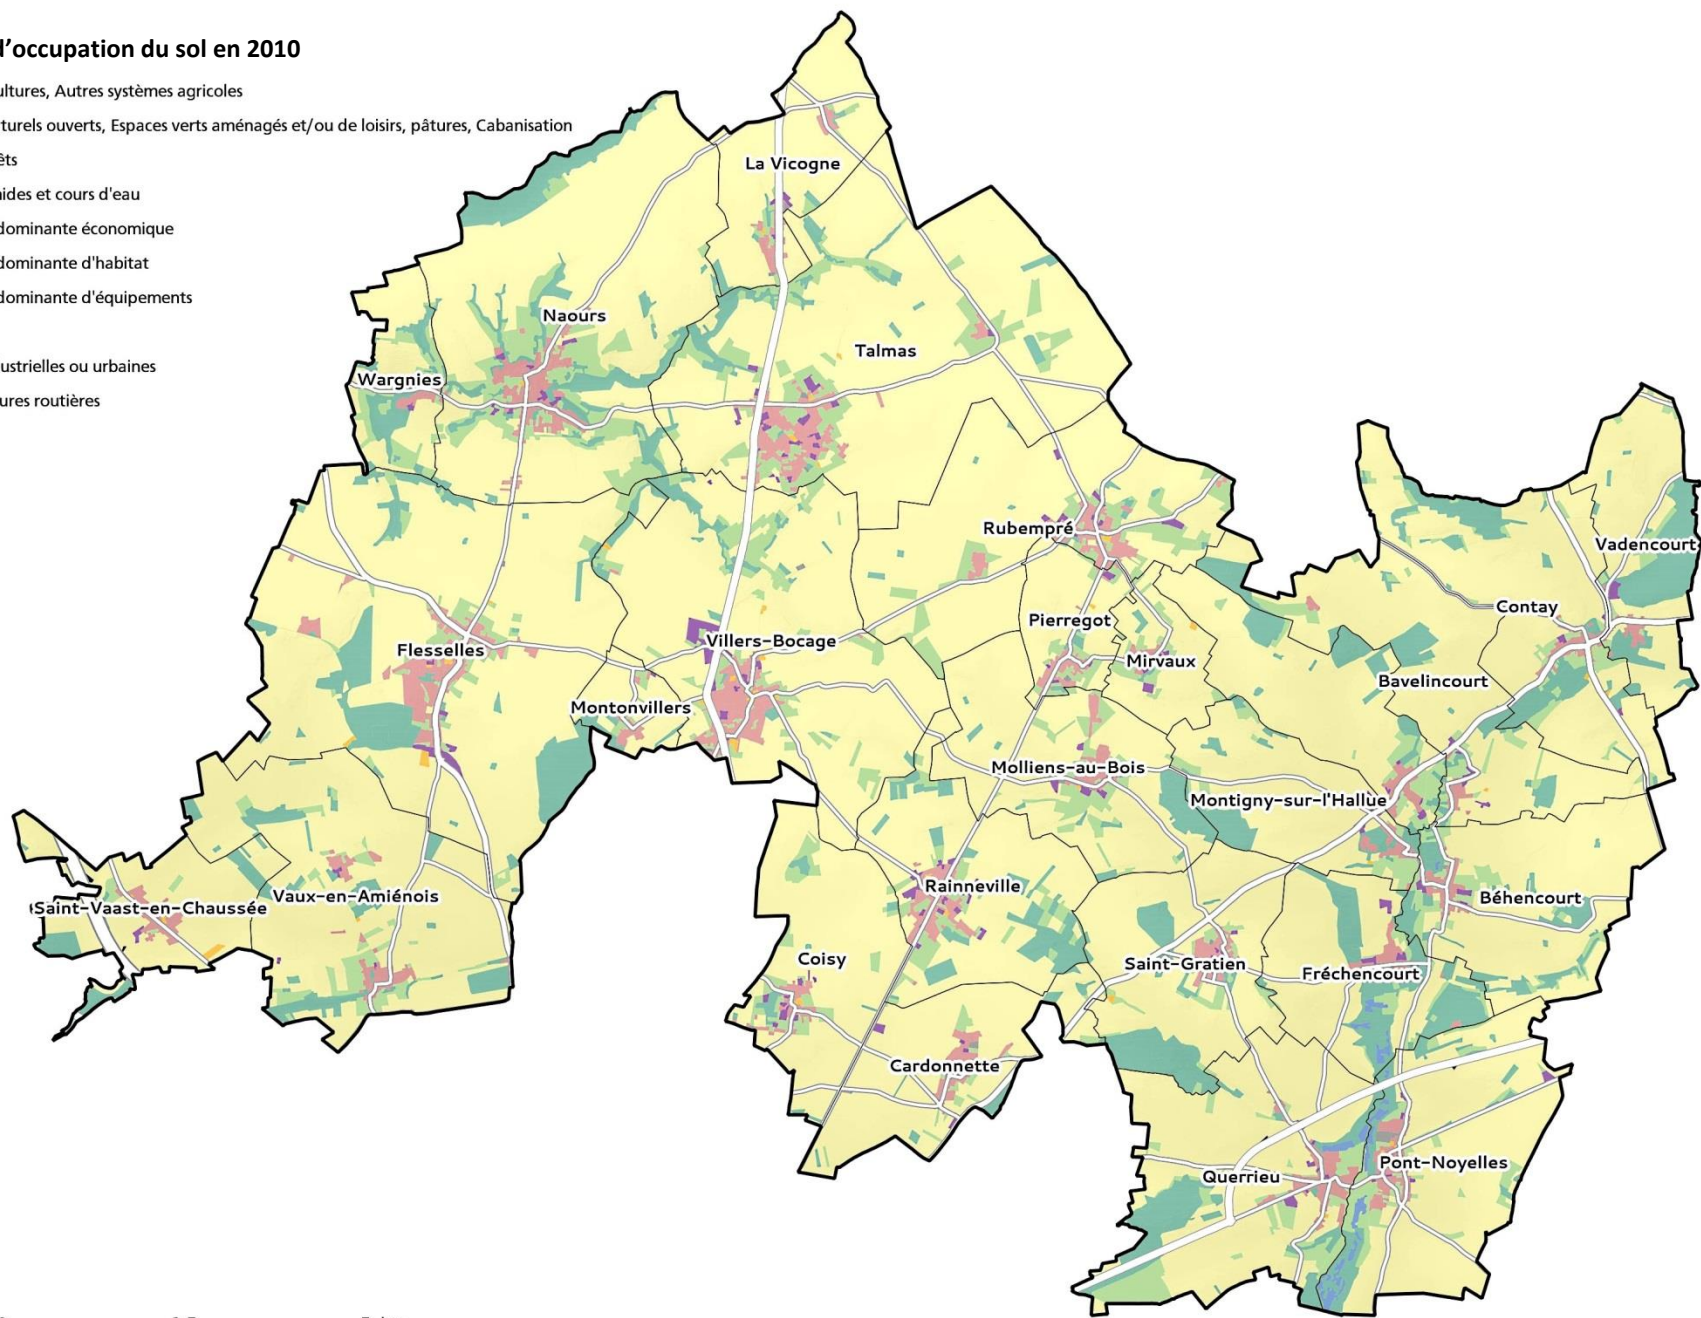 d'occupation du sol en 2010
ultures, Autres systèmes agricoles
turels ouverts, Espaces verts aménagés et/ou de loisirs, pâtures, Cabanisation
êts
nides et cours d'eau
dominante économique
dominante d'habitat
dominante d'équipements
ustrielles ou urbaines
ures routières
La Vicogne
Naours
Talmas
Wargnies
Rubempré
Vadencourt
Contay
Pierregot
Villers-Bocage
Flesselles
Mirvaux
Bavelincourt
Montonvillers
Molliens-au-Bois
Montigny-sur-l'Hallue
Rainneville
Vaux-en-Amiénois
Béhencourt
Saint-Vaast-en-Chaussée
Coisy
Saint-Gratien
Fréchencourt
Cardonnette
Pont-Noyelles
Querrieu